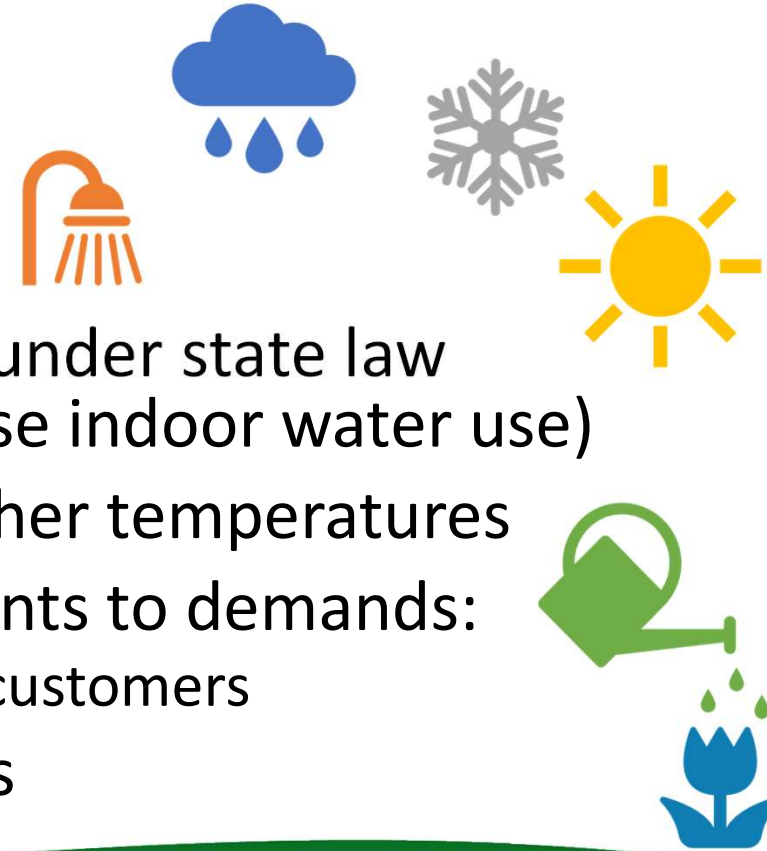 under state law
se indoor water use)
her temperatures
nts to demands:
customers
s